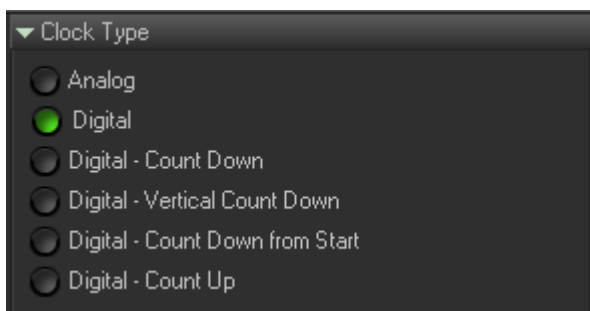 Clock Type
Analog
Digital
Digital - Count Down
Digital - Vertical Count Down
Digital - Count Down from Start
Digital - Count Up